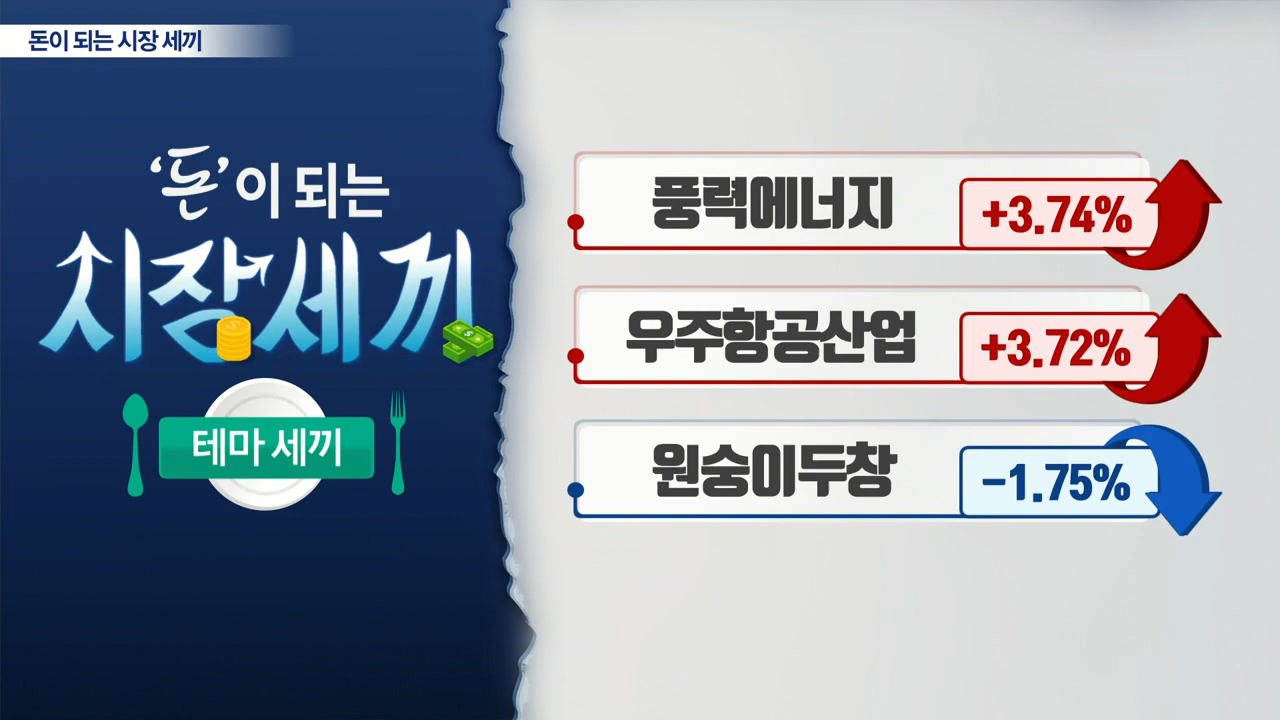 돈이 되는 시장 세끼
‘돈’이 되는
시장세끼
테마 세끼
풍력에너지
+3.74%
우주항공산업
+3.72%
원숭이두창
-1.75%